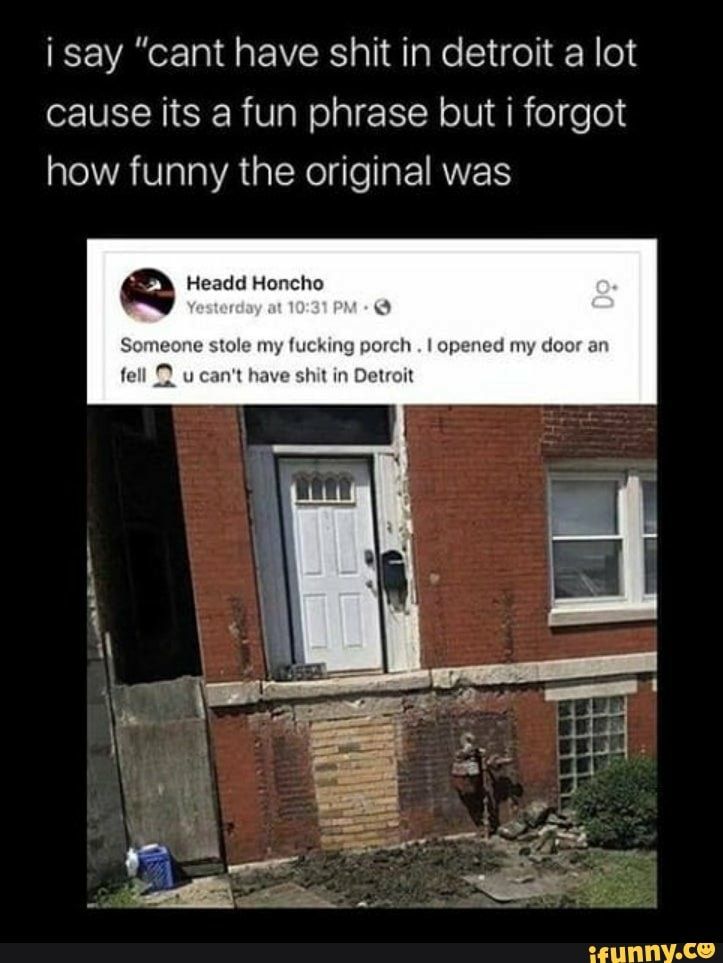 i say "cant have shit in detroit a lot
cause its a fun phrase but i forgot
how funny the original was
Headd Honcho
Yesterday at 10:31 PM ·
Someone stole my fucking porch . I opened my door an
fell 🤦🏻‍♂️ u can't have shit in Detroit
ifunny.co